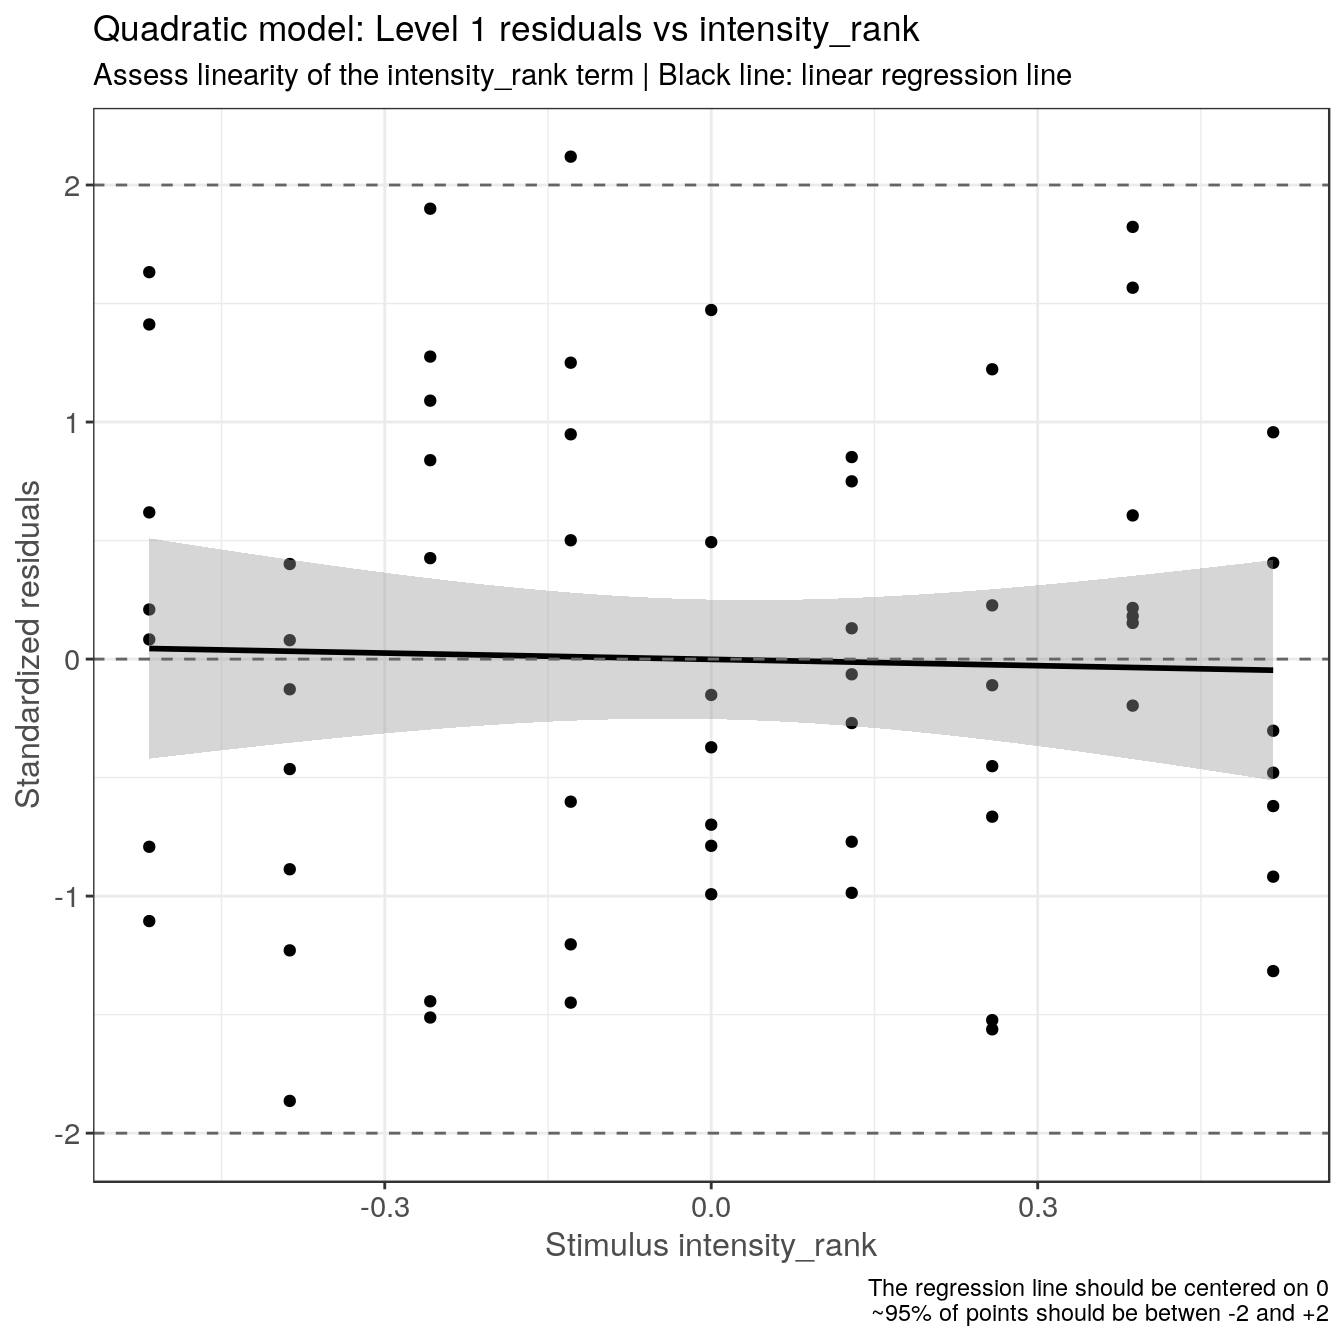 Quadratic model: Level 1 residuals vs intensity_rank
Assess linearity of the intensity_rank term | Black line: linear regression line
2
1
0
-1
-2
Standardized residuals
-0.3
0.0
0.3
Stimulus intensity_rank
The regression line should be centered on 0
~95% of points should be betwen -2 and +2